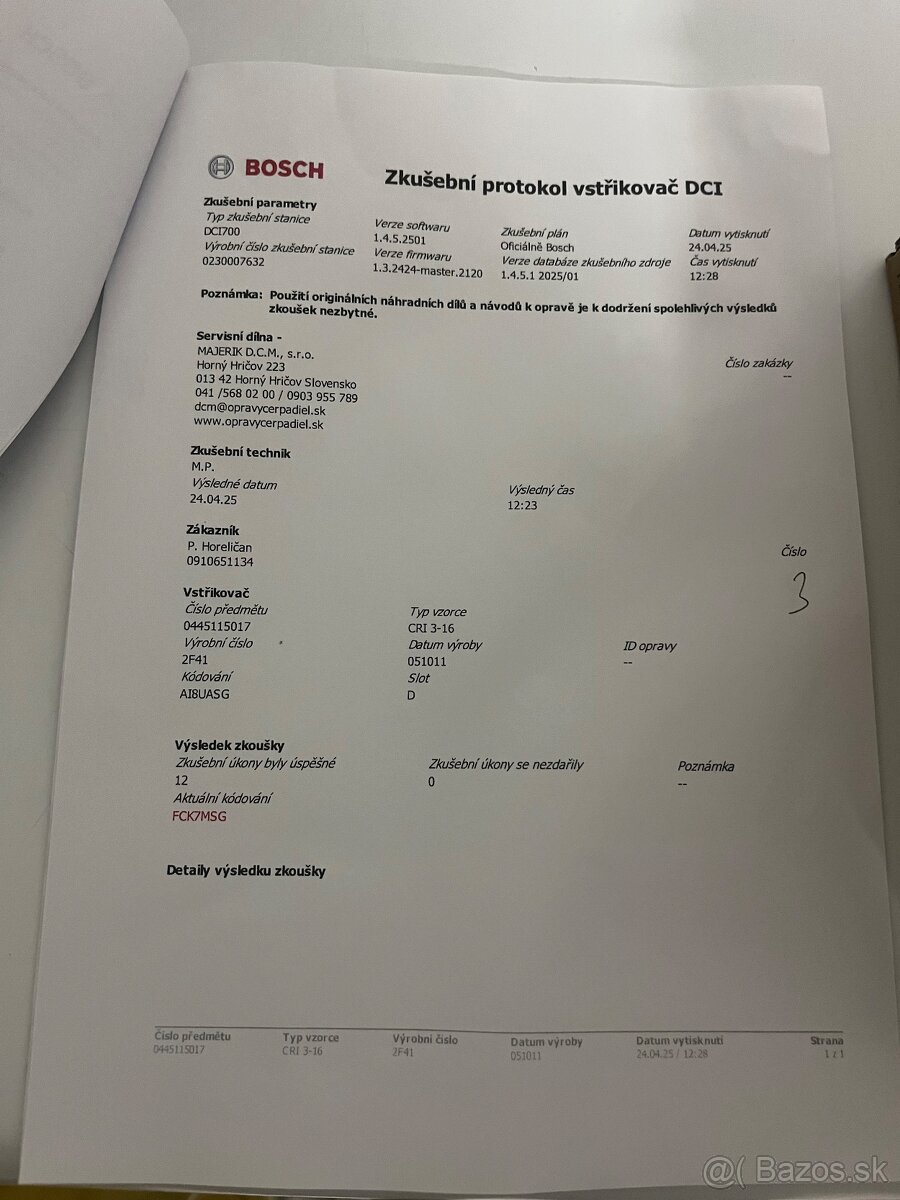 BOSCH
Zkušební protokol vstřikovač DCI
Zkušební parametry
Typ zkušební stanice
DCI700
Výrobní číslo zkušební stanice
0230007632
Verze softwaru
1.4.5.2501
Verze firmwaru
1.3.2424-master.2120
Zkušební plán
Oficiálně Bosch
Verze databáze zkušebního zdroje
1.4.5.1 2025/01
Datum vytisknutí
24.04.25
Čas vytisknutí
12:28
Poznámka: Použití originálních náhradních dílů a návodů k opravě je k dodržení spolehlivých výsledků
zkoušek nezbytné.
Servisní dílna -
MAJERIK D.C.M., s.r.o.
Horný Hričov 223
013 42 Horný Hričov Slovensko
041 /568 02 00 / 0903 955 789
dcm@opravycerpadiel.sk
www.opravycerpadiel.sk
Číslo zakázky
--
Zkušební technik
M.P.
Výsledné datum
24.04.25
Výsledný čas
12:23
Zákazník
P. Horeličan
0910651134
Číslo
3
Vstřikovač
Číslo předmětu
0445115017
Typ vzorce
CRI 3-16
Výrobní číslo
2F41
Datum výroby
051011
ID opravy
--
Kódování
AI8UASG
Slot
D
Výsledek zkoušky
Zkušební úkony byly úspěšné
12
Zkušební úkony se nezdařily
0
Poznámka
--
Aktuální kódování
FCK7MSG
Detaily výsledku zkoušky
Číslo předmětu
0445115017
Typ vzorce
CRI 3-16
Výrobní číslo
2F41
Datum výroby
051011
Datum vytisknutí
24.04.25 / 12:28
Strana
1 z 1
@( Bazos.sk